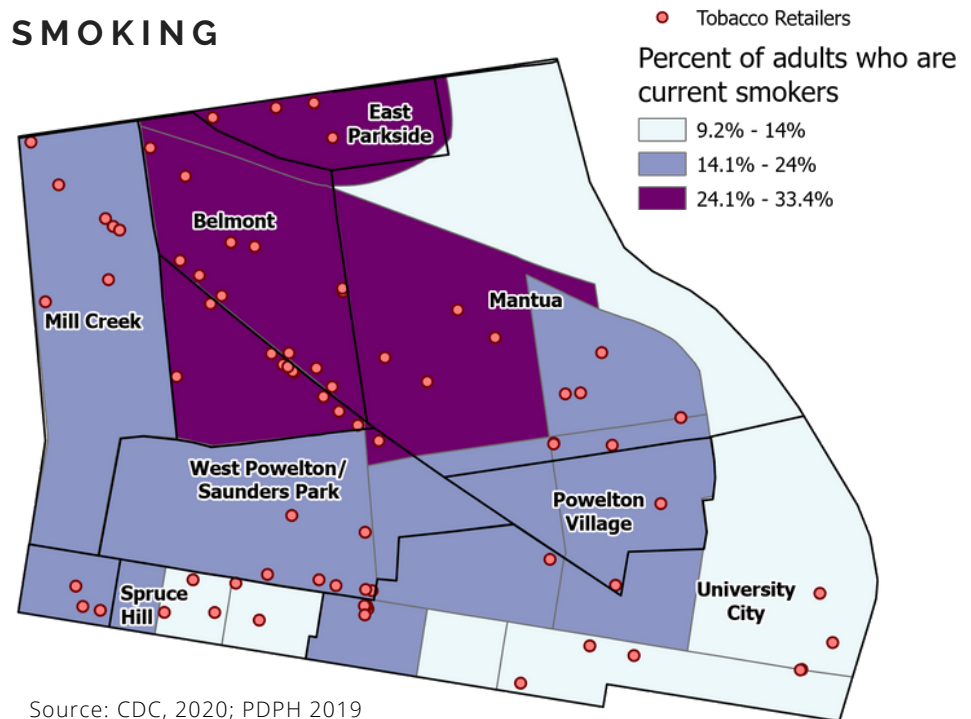 SMOKING
Tobacco Retailers
Percent of adults who are
current smokers
9.2% - 14%
14.1% - 24%
24.1% - 33.4%
East
Parkside
Belmont
Mantua
Mill Creek
West Powelton/
Saunders Park
Powelton
Village
Spruce
Hill
University
City
Source: CDC, 2020; PDPH 2019